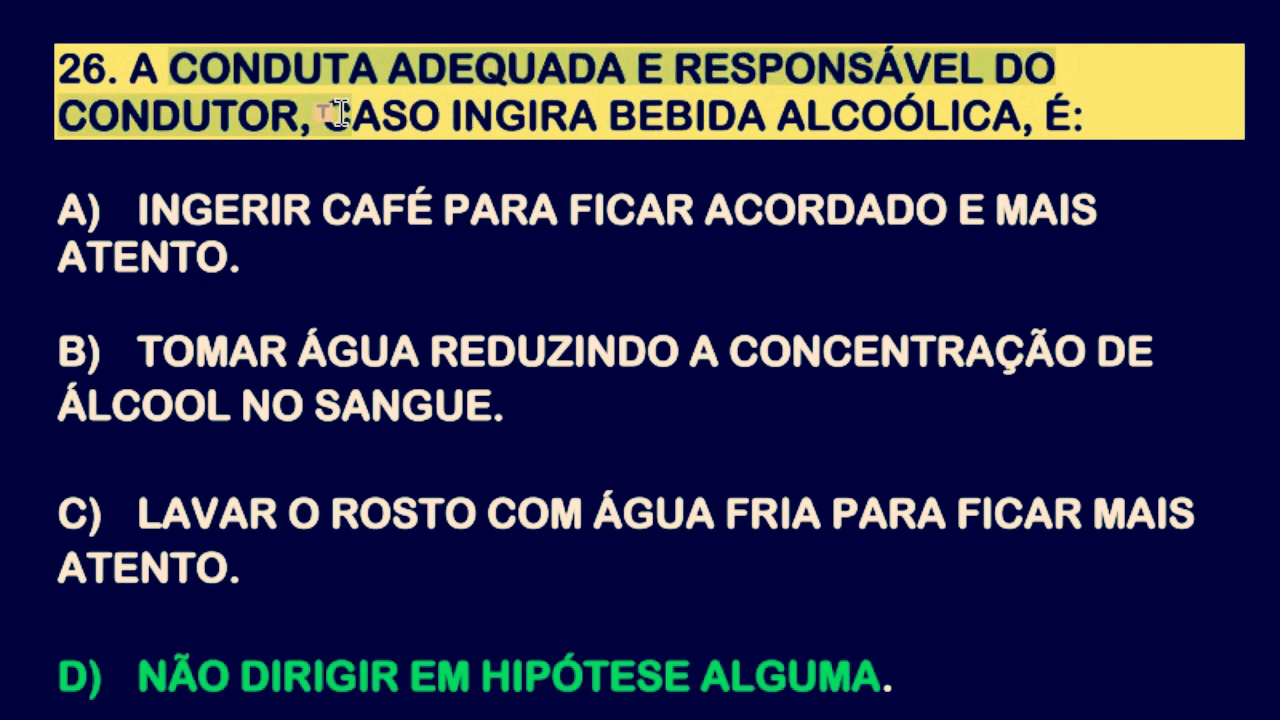 26. A CONDUTA ADEQUADA E RESPONSÁVEL DO
CONDUTOR, CASO INGIRA BEBIDA ALCOÓLICA, É:
A) INGERIR CAFÉ PARA FICAR ACORDADO E MAIS
ATENTO.
B) TOMAR ÁGUA REDUZINDO A CONCENTRAÇÃO DE
ÁLCOOL NO SANGUE.
C) LAVAR O ROSTO COM ÁGUA FRIA PARA FICAR MAIS
ATENTO.
D) NÃO DIRIGIR EM HIPÓTESE ALGUMA.